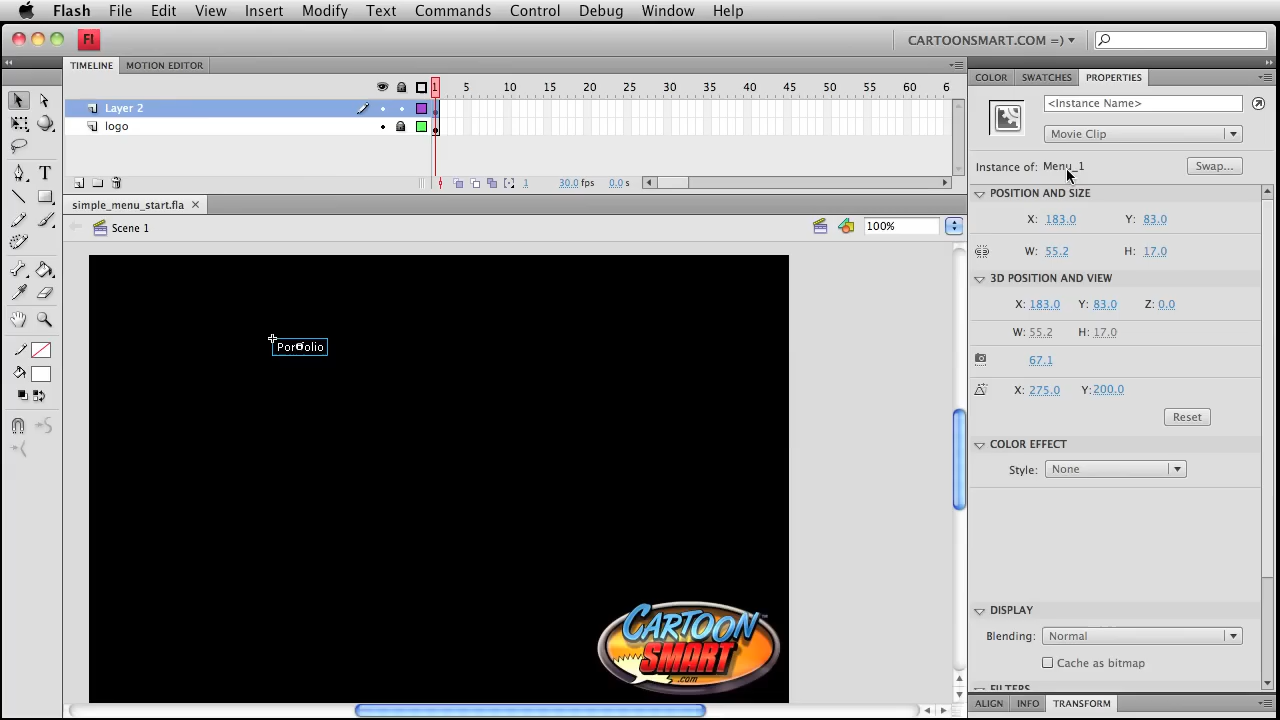 Flash File Edit View Insert Modify Text Commands Control Debug Window Help
Fl CARTOONSMART.COM =)
TIMELINE MOTION EDITOR
1 5 10 15 20 25 30 35 40 45 50 55 60 6
Layer 2
logo
1 30.0 fps 0.0 s
simple_menu_start.fla
Scene 1
100%
Portfolio
CARTOON
SMART
.com
COLOR SWATCHES PROPERTIES
<Instance Name>
Movie Clip
Instance of: Menu_1 Swap...
POSITION AND SIZE
X: 183.0 Y: 83.0
W: 55.2 H: 17.0
3D POSITION AND VIEW
X: 183.0 Y: 83.0 Z: 0.0
W: 55.2 H: 17.0
67.1
X: 275.0 Y: 200.0
Reset
COLOR EFFECT
Style: None
DISPLAY
Blending: Normal
Cache as bitmap
FILTERS
ALIGN INFO TRANSFORM